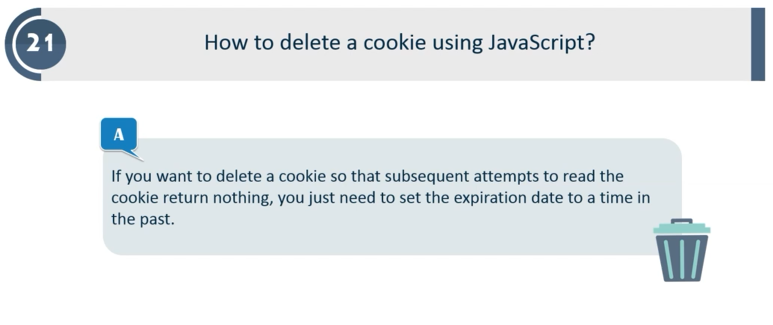 21
How to delete a cookie using JavaScript?
A
If you want to delete a cookie so that subsequent attempts to read the
cookie return nothing, you just need to set the expiration date to a time in
the past.